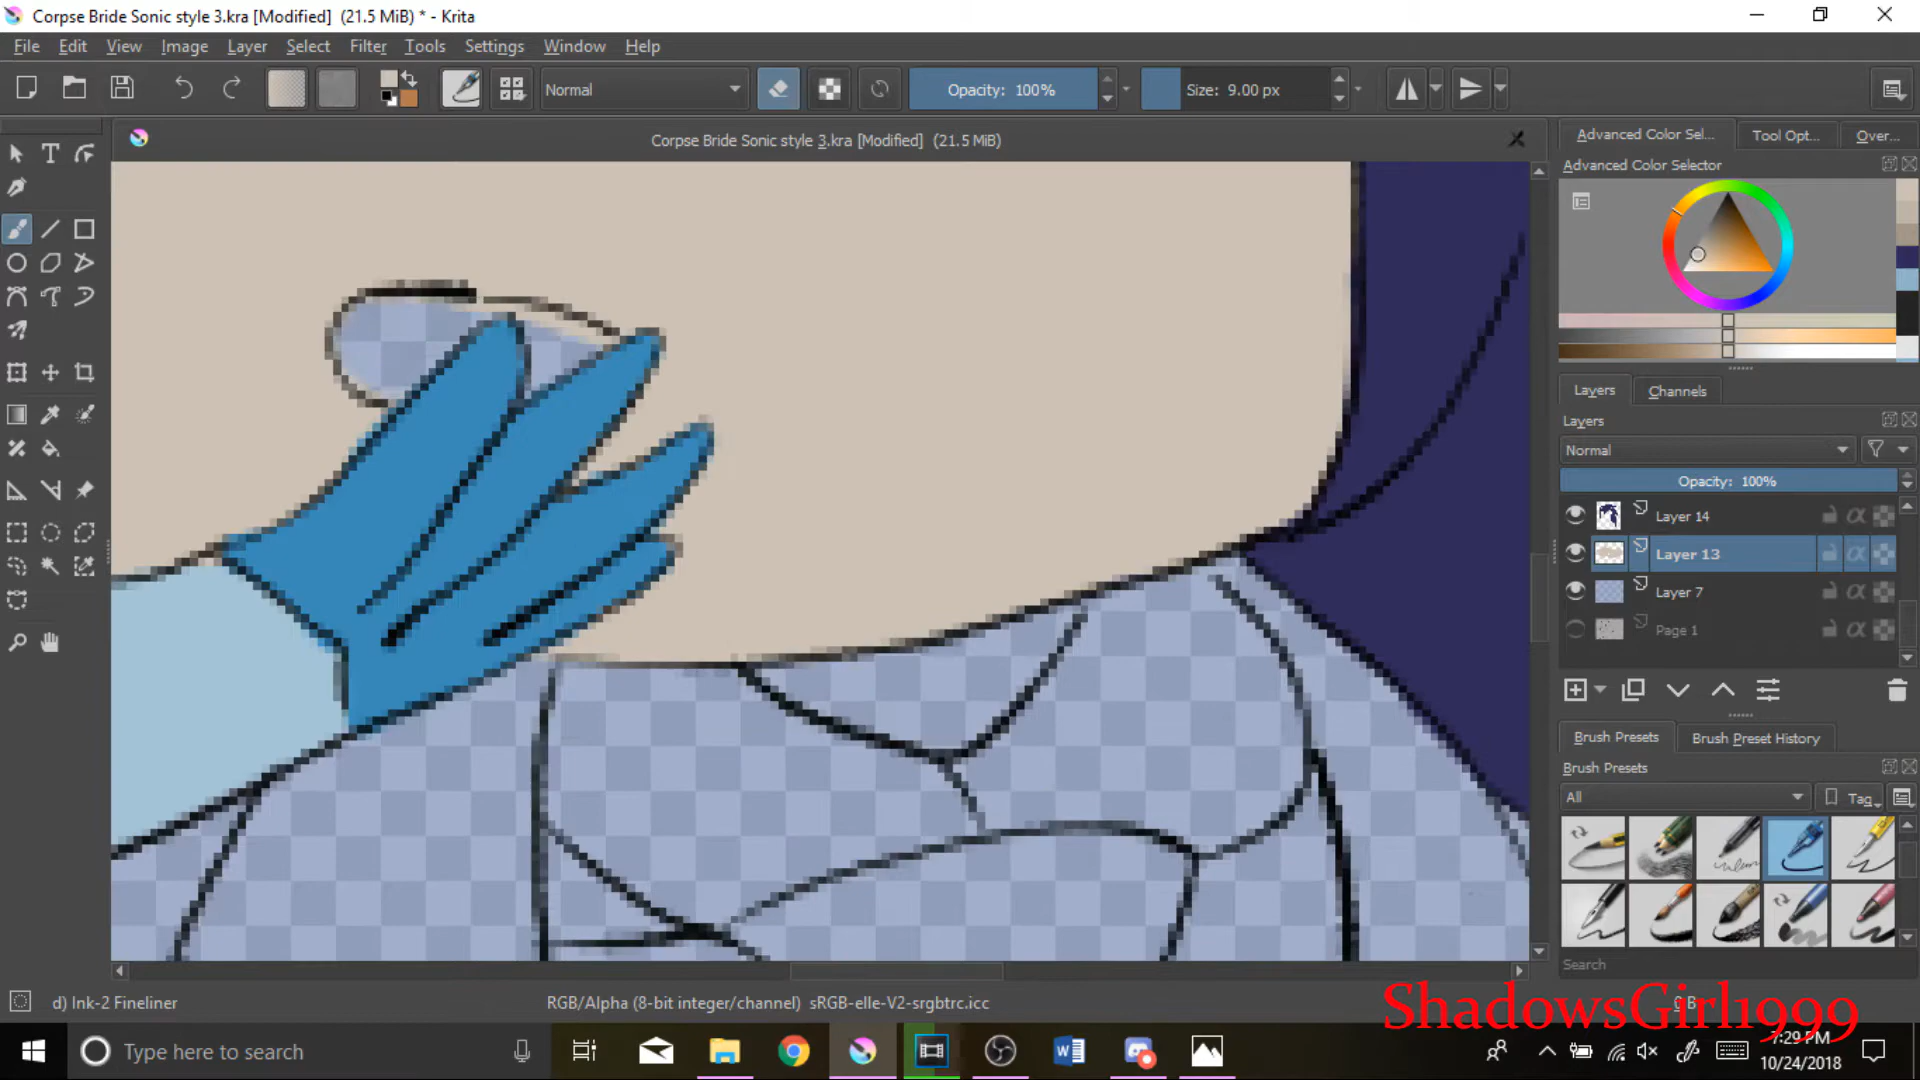 Corpse Bride Sonic style 3.kra [Modified] (21.5 MiB) * - Krita
File Edit View Image Layer Select Filter Tools Settings Window Help
Normal Opacity: 100% Size: 9.00 px
Corpse Bride Sonic style 3.kra [Modified] (21.5 MiB)
Advanced Color Sel... Tool Opt... Over...
Advanced Color Selector
Layers Channels
Layers
Normal
Opacity: 100%
Layer 14
Layer 13
Layer 7
Page 1
Brush Presets Brush Preset History
Brush Presets
All Tag
Search
d) Ink-2 Fineliner RGB/Alpha (8-bit integer/channel) sRGB-elle-V2-srgbtrc.icc
ShadowsGirl1999
Type here to search
7:29 PM
10/24/2018